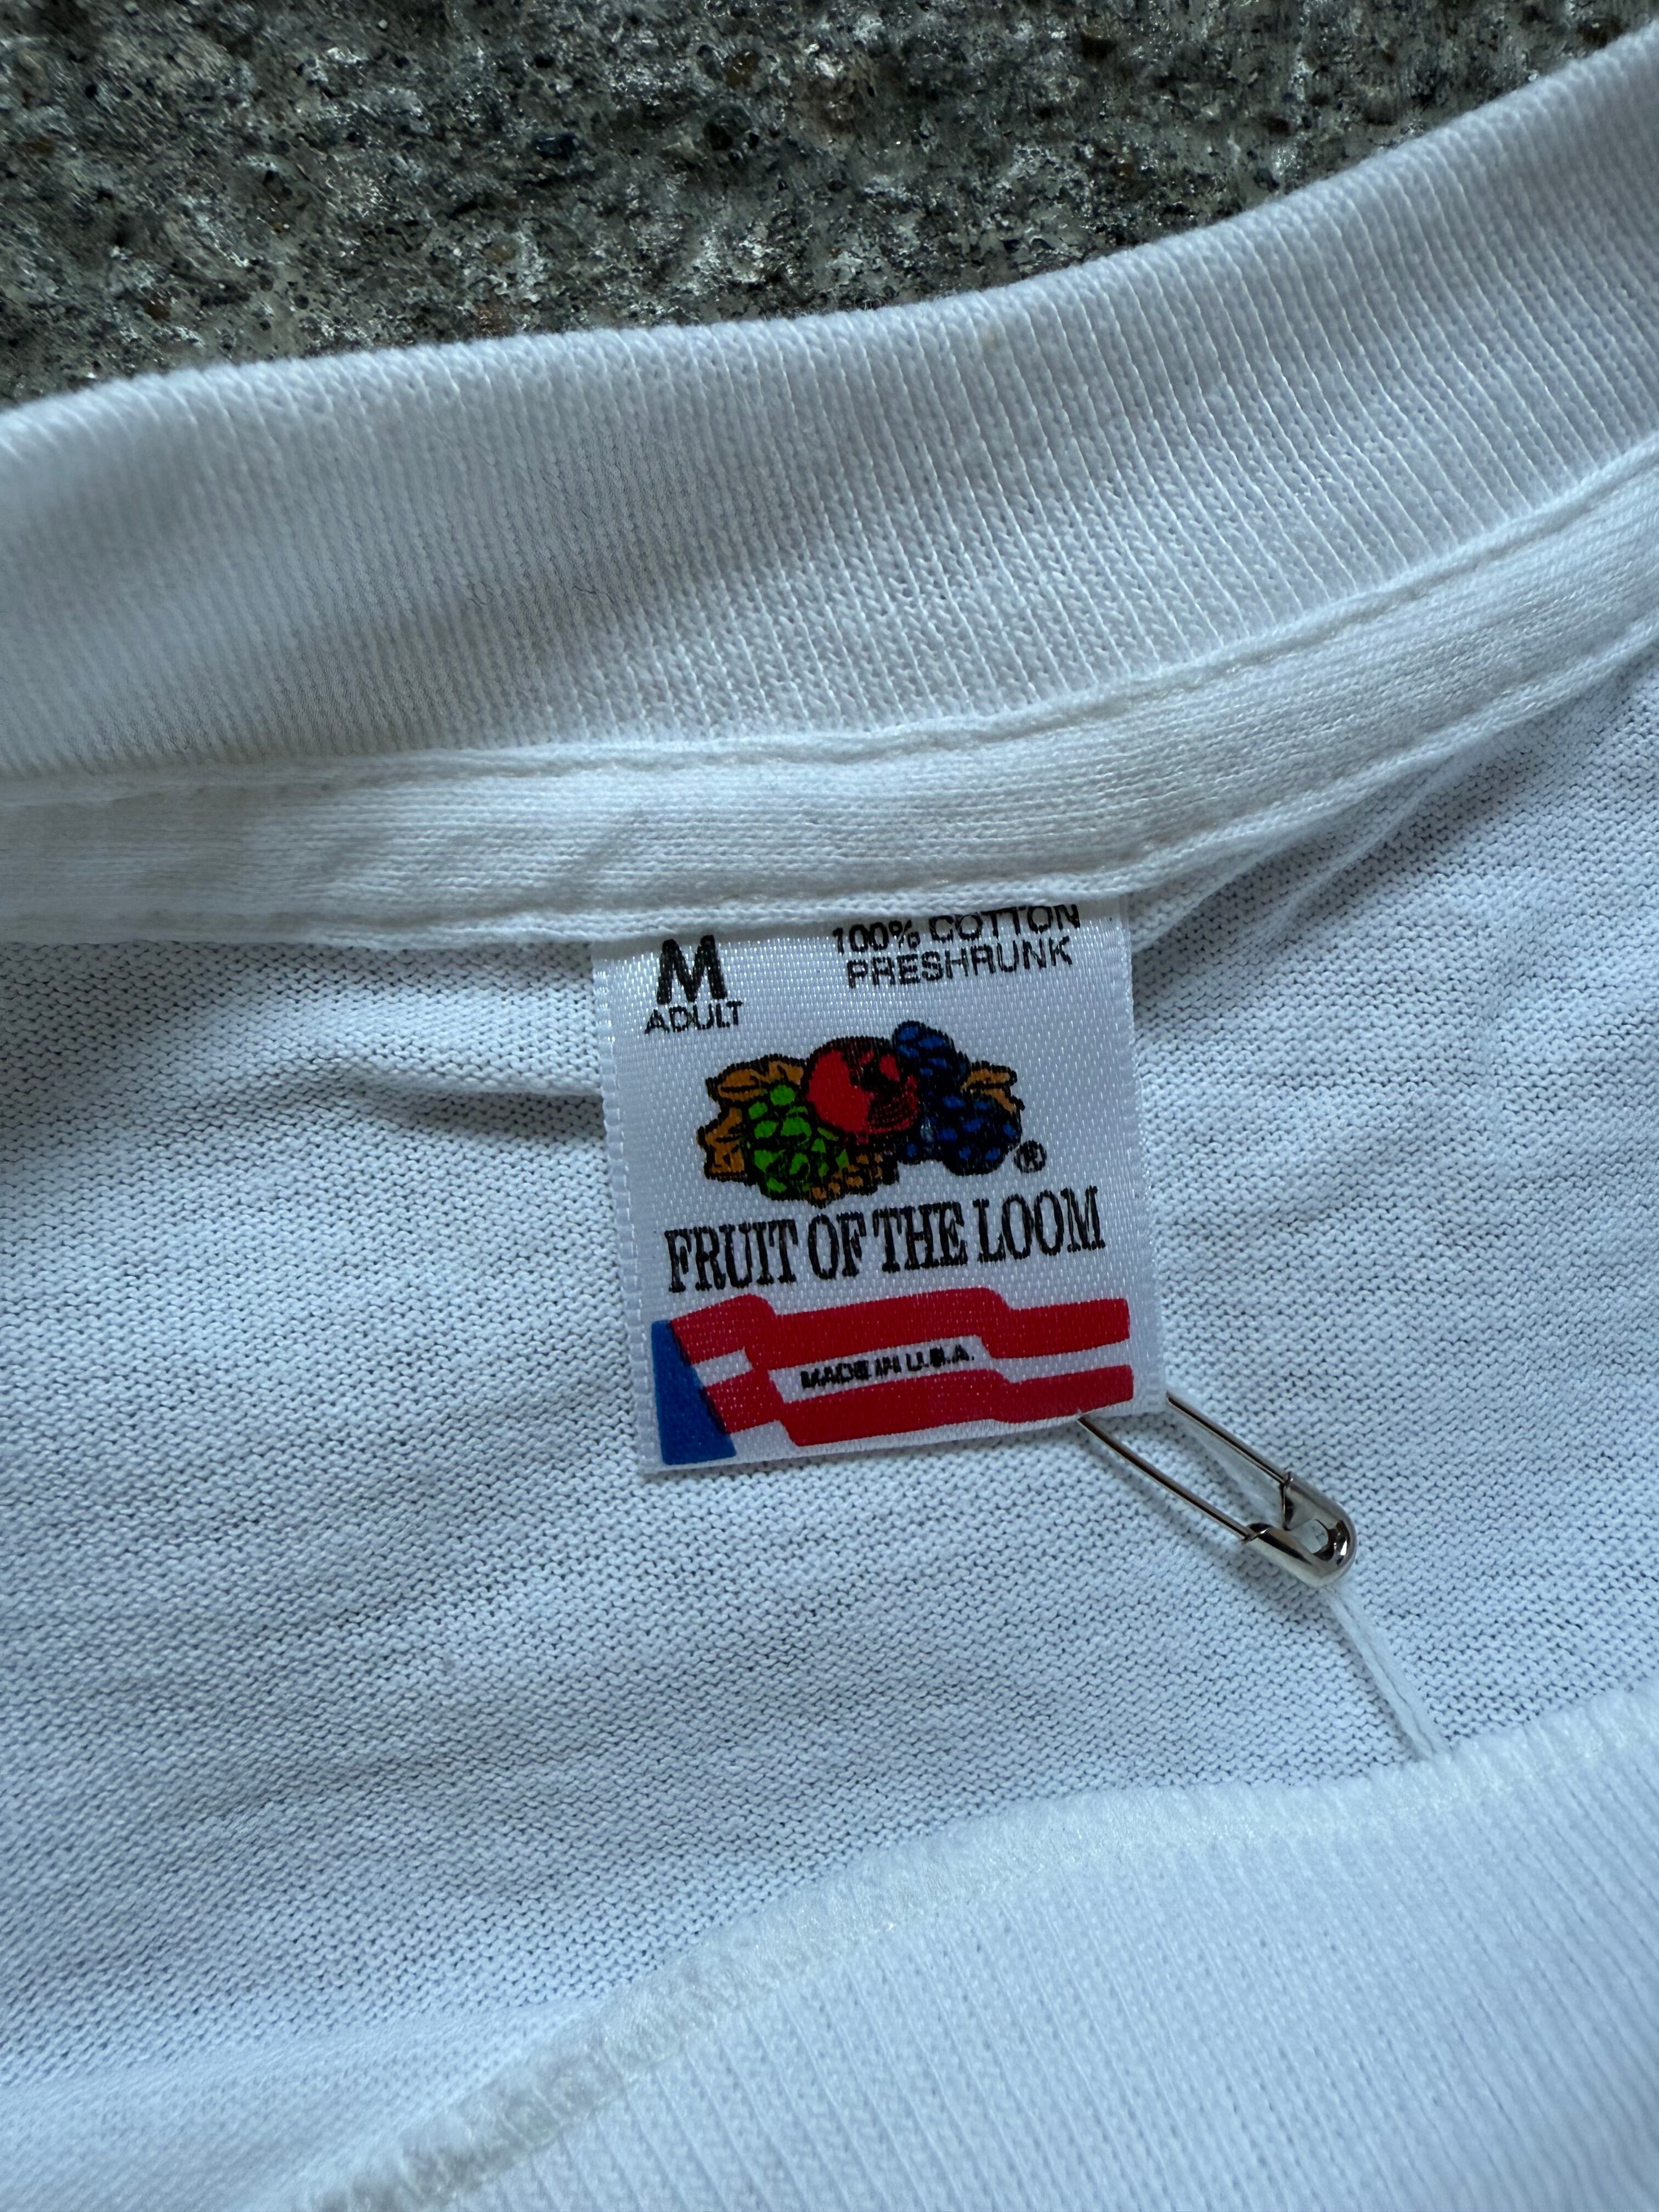 M
ADULT
100% COTTON
PRESHRUNK
®
FRUIT OF THE LOOM
MADE IN U.S.A.